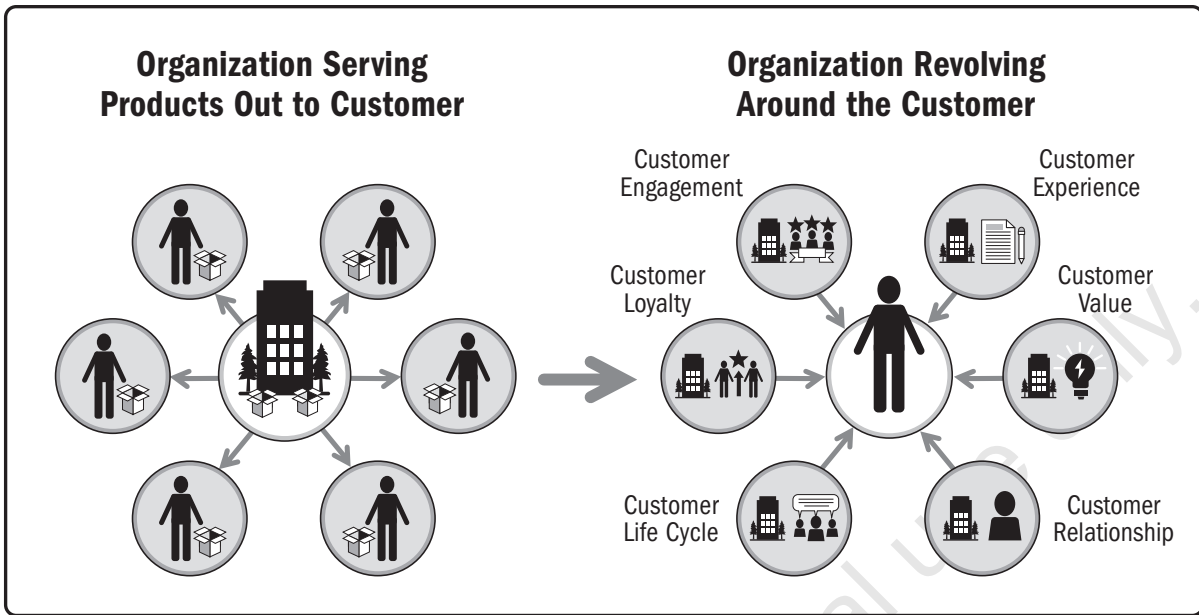 Organization Serving
Products Out to Customer
Organization Revolving
Around the Customer
Customer
Engagement
Customer
Experience
Customer
Loyalty
Customer
Value
Customer
Life Cycle
Customer
Relationship